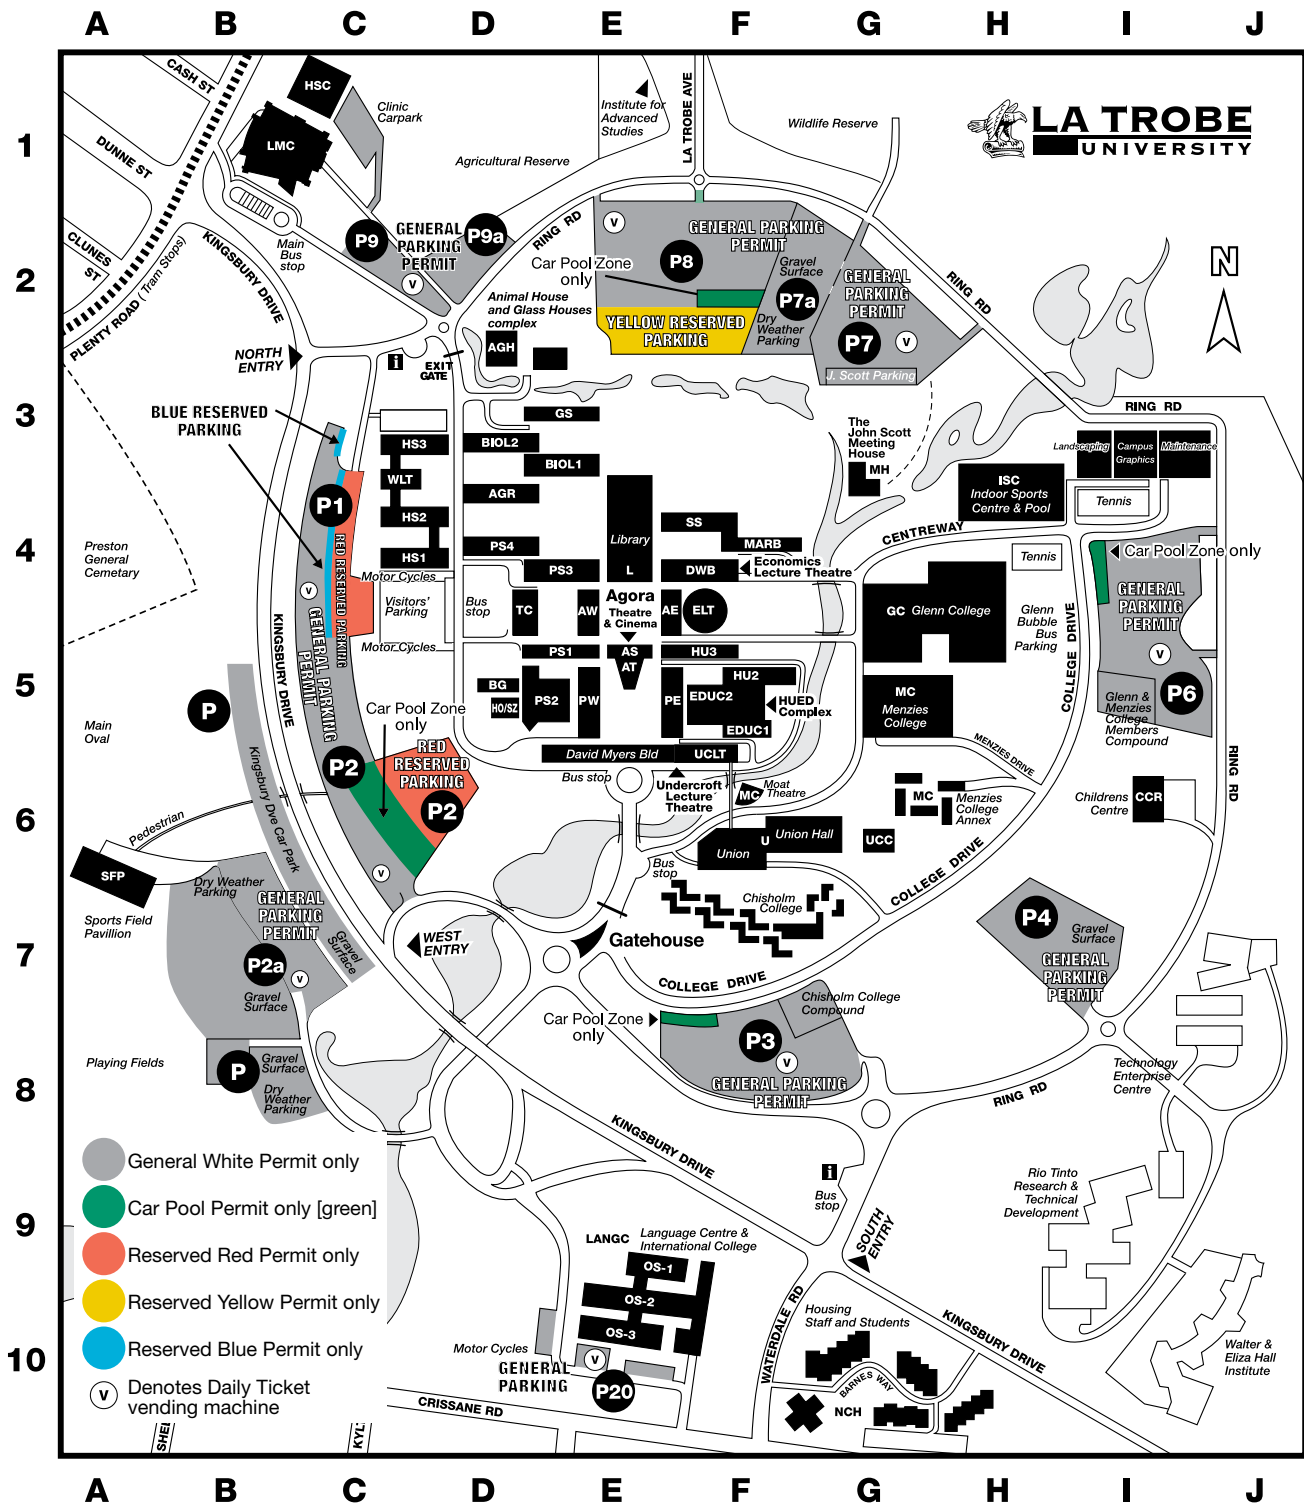 A B C D E F G H I J
1
2
3
4
5
6
7
8
9
10
LA TROBE
UNIVERSITY
N
CASH ST
DUNNE ST
CLUNES
ST
PLENTY ROAD (Tram Stops)
KINGSBURY DRIVE
HSC
LMC
Clinic
Carpark
Main
Bus
stop
Agricultural Reserve
Institute for
Advanced
Studies
LA TROBE AVE
Wildlife Reserve
P9
GENERAL
PARKING
PERMIT
P9a
V
RING RD
V
GENERAL PARKING
PERMIT
P8
Car Pool Zone
only
Gravel
Surface
P7a
Dry
Weather
Parking
YELLOW RESERVED
PARKING
GENERAL
PARKING
PERMIT
P7
V
J. Scott Parking
RING RD
Animal House
and Glass Houses
complex
AGH
NORTH
ENTRY
i
EXIT
GATE
BLUE RESERVED
PARKING
GS
HS3
BIOL2
BIOL1
WLT
AGR
HS2
PS4
HS1
PS3
Library
L
SS
MARB
DWB
Economics
Lecture Theatre
The
John Scott
Meeting
House
MH
ISC
Indoor Sports
Centre & Pool
RING RD
Landscaping
Campus
Graphics
Maintenance
Tennis
Tennis
CENTREWAY
Car Pool Zone only
P1
RED RESERVED PARKING
GENERAL PARKING
PERMIT
V
Preston
General
Cemetary
Motor Cycles
Visitors'
Parking
Motor Cycles
Bus
stop
TC
AW
Agora
Theatre
& Cinema
AE
ELT
GC Glenn College
Glenn
Bubble
Bus
Parking
COLLEGE DRIVE
GENERAL
PARKING
PERMIT
V
P6
Glenn &
Menzies
College
Members
Compound
PS1
AS
AT
HU3
HU2
BG
HO/SZ
PS2
PW
PE
EDUC2
EDUC1
HUED
Complex
MC
Menzies
College
MENZIES DRIVE
KINGSBURY DRIVE
P
Main
Oval
Kingsbury Dve Car Park
Car Pool Zone
only
P2
RED
RESERVED
PARKING
P2
David Myers Bld
UCLT
Bus stop
Undercroft
Lecture
Theatre
MC
Moat
Theatre
MC
Menzies
College
Annex
Childrens
Centre
CCR
RING RD
Pedestrian
SFP
Sports Field
Pavillion
Dry Weather
Parking
GENERAL
PARKING
PERMIT
V
U
Union Hall
Union
UCC
Bus
stop
Chisholm
College
COLLEGE DRIVE
P4
Gravel
Surface
GENERAL
PARKING
PERMIT
Gravel
Surface
P2a
V
Gravel
Surface
WEST
ENTRY
Gatehouse
COLLEGE DRIVE
Chisholm College
Compound
Car Pool Zone
only
P3
V
GENERAL PARKING
PERMIT
Playing Fields
P
Gravel
Surface
Dry
Weather
Parking
RING RD
Technology
Enterprise
Centre
KINGSBURY DRIVE
i
Bus
stop
SOUTH
ENTRY
Rio Tinto
Research &
Technical
Development
General White Permit only
Car Pool Permit only [green]
Reserved Red Permit only
Reserved Yellow Permit only
Reserved Blue Permit only
V Denotes Daily Ticket
vending machine
LANGC
Language Centre &
International College
OS-1
OS-2
OS-3
Motor Cycles
V
GENERAL
PARKING
P20
CRISSANE RD
WATERDALE RD
Housing
Staff and Students
BARNES WAY
NCH
KINGSBURY DRIVE
Walter &
Eliza Hall
Institute
A B C D E F G H I J